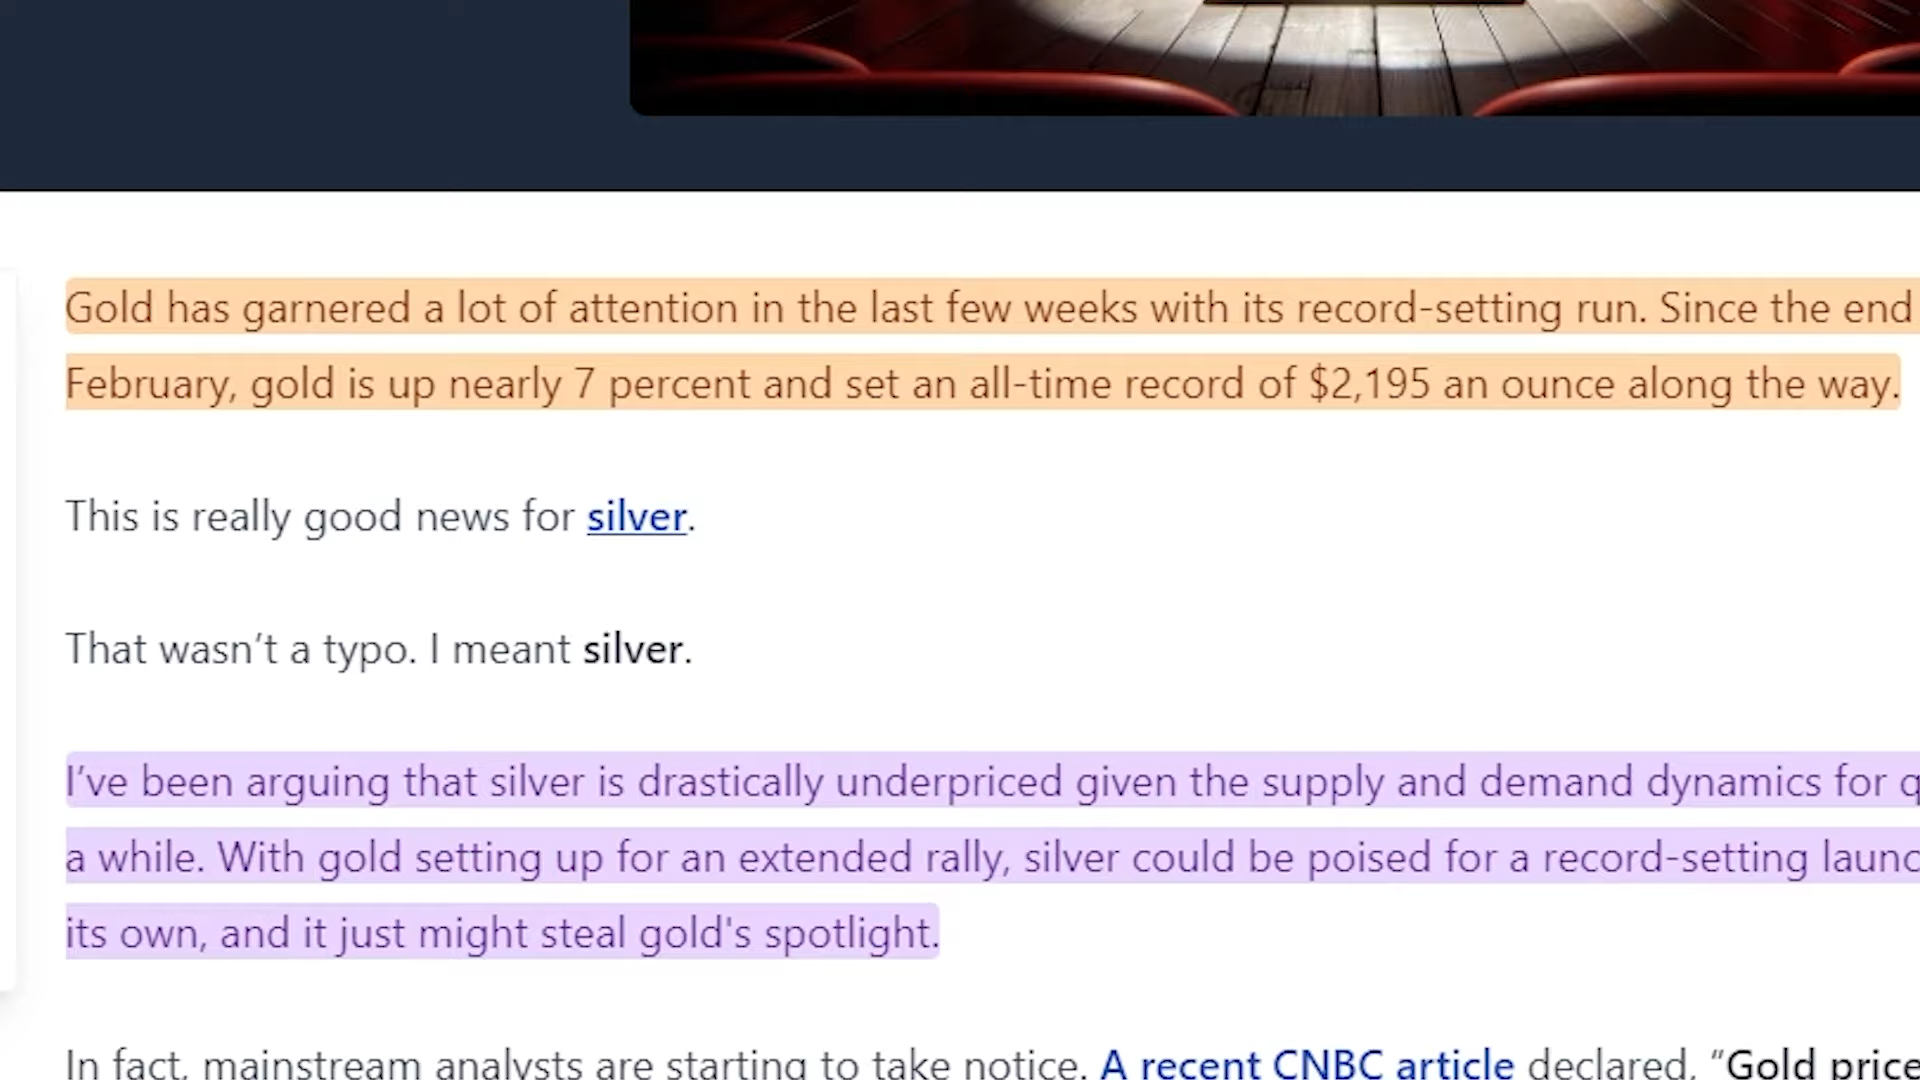 Gold has garnered a lot of attention in the last few weeks with its record-setting run. Since the end
February, gold is up nearly 7 percent and set an all-time record of $2,195 an ounce along the way.
This is really good news for silver.
That wasn’t a typo. I meant silver.
I’ve been arguing that silver is drastically underpriced given the supply and demand dynamics for
a while. With gold setting up for an extended rally, silver could be poised for a record-setting
its own, and it just might steal gold's spotlight.
In fact, mainstream analysts are starting to take notice. A recent CNBC article declared, “Gold